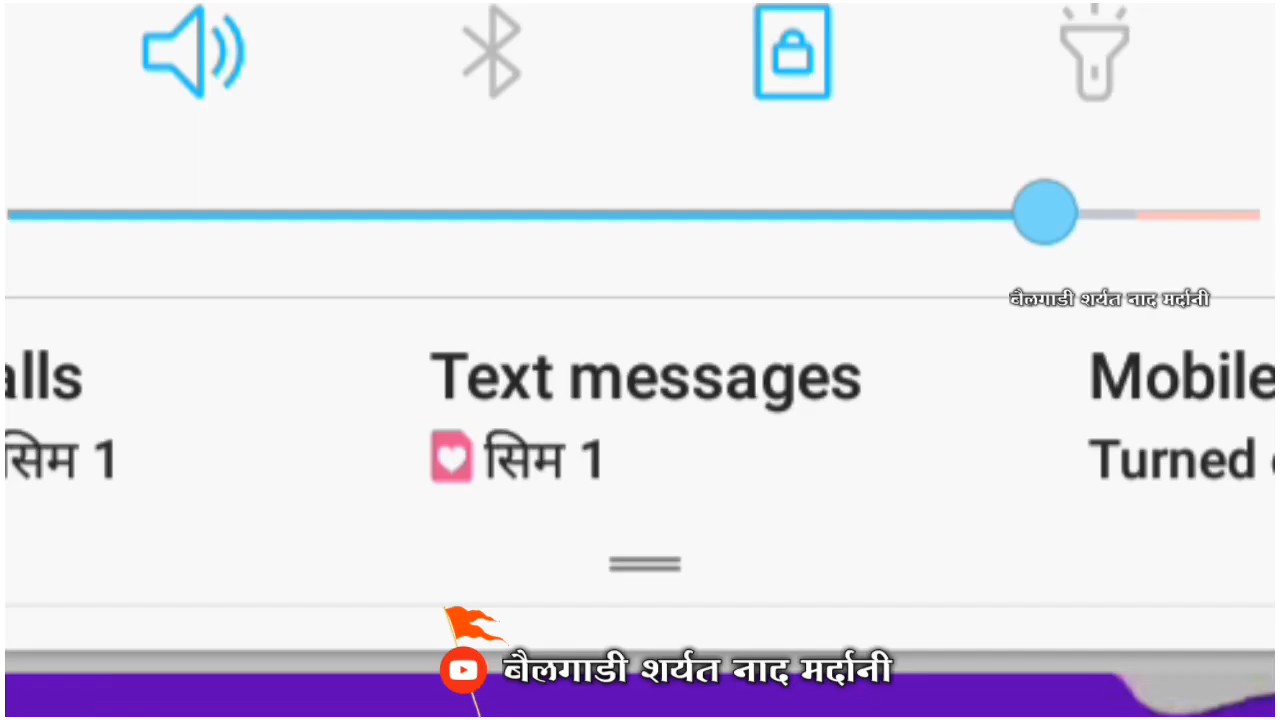 बैलगाडी शर्यत नाद मर्दानी
alls Text messages Mobile
सिम 1 सिम 1 Turned
बैलगाडी शर्यत नाद मर्दानी